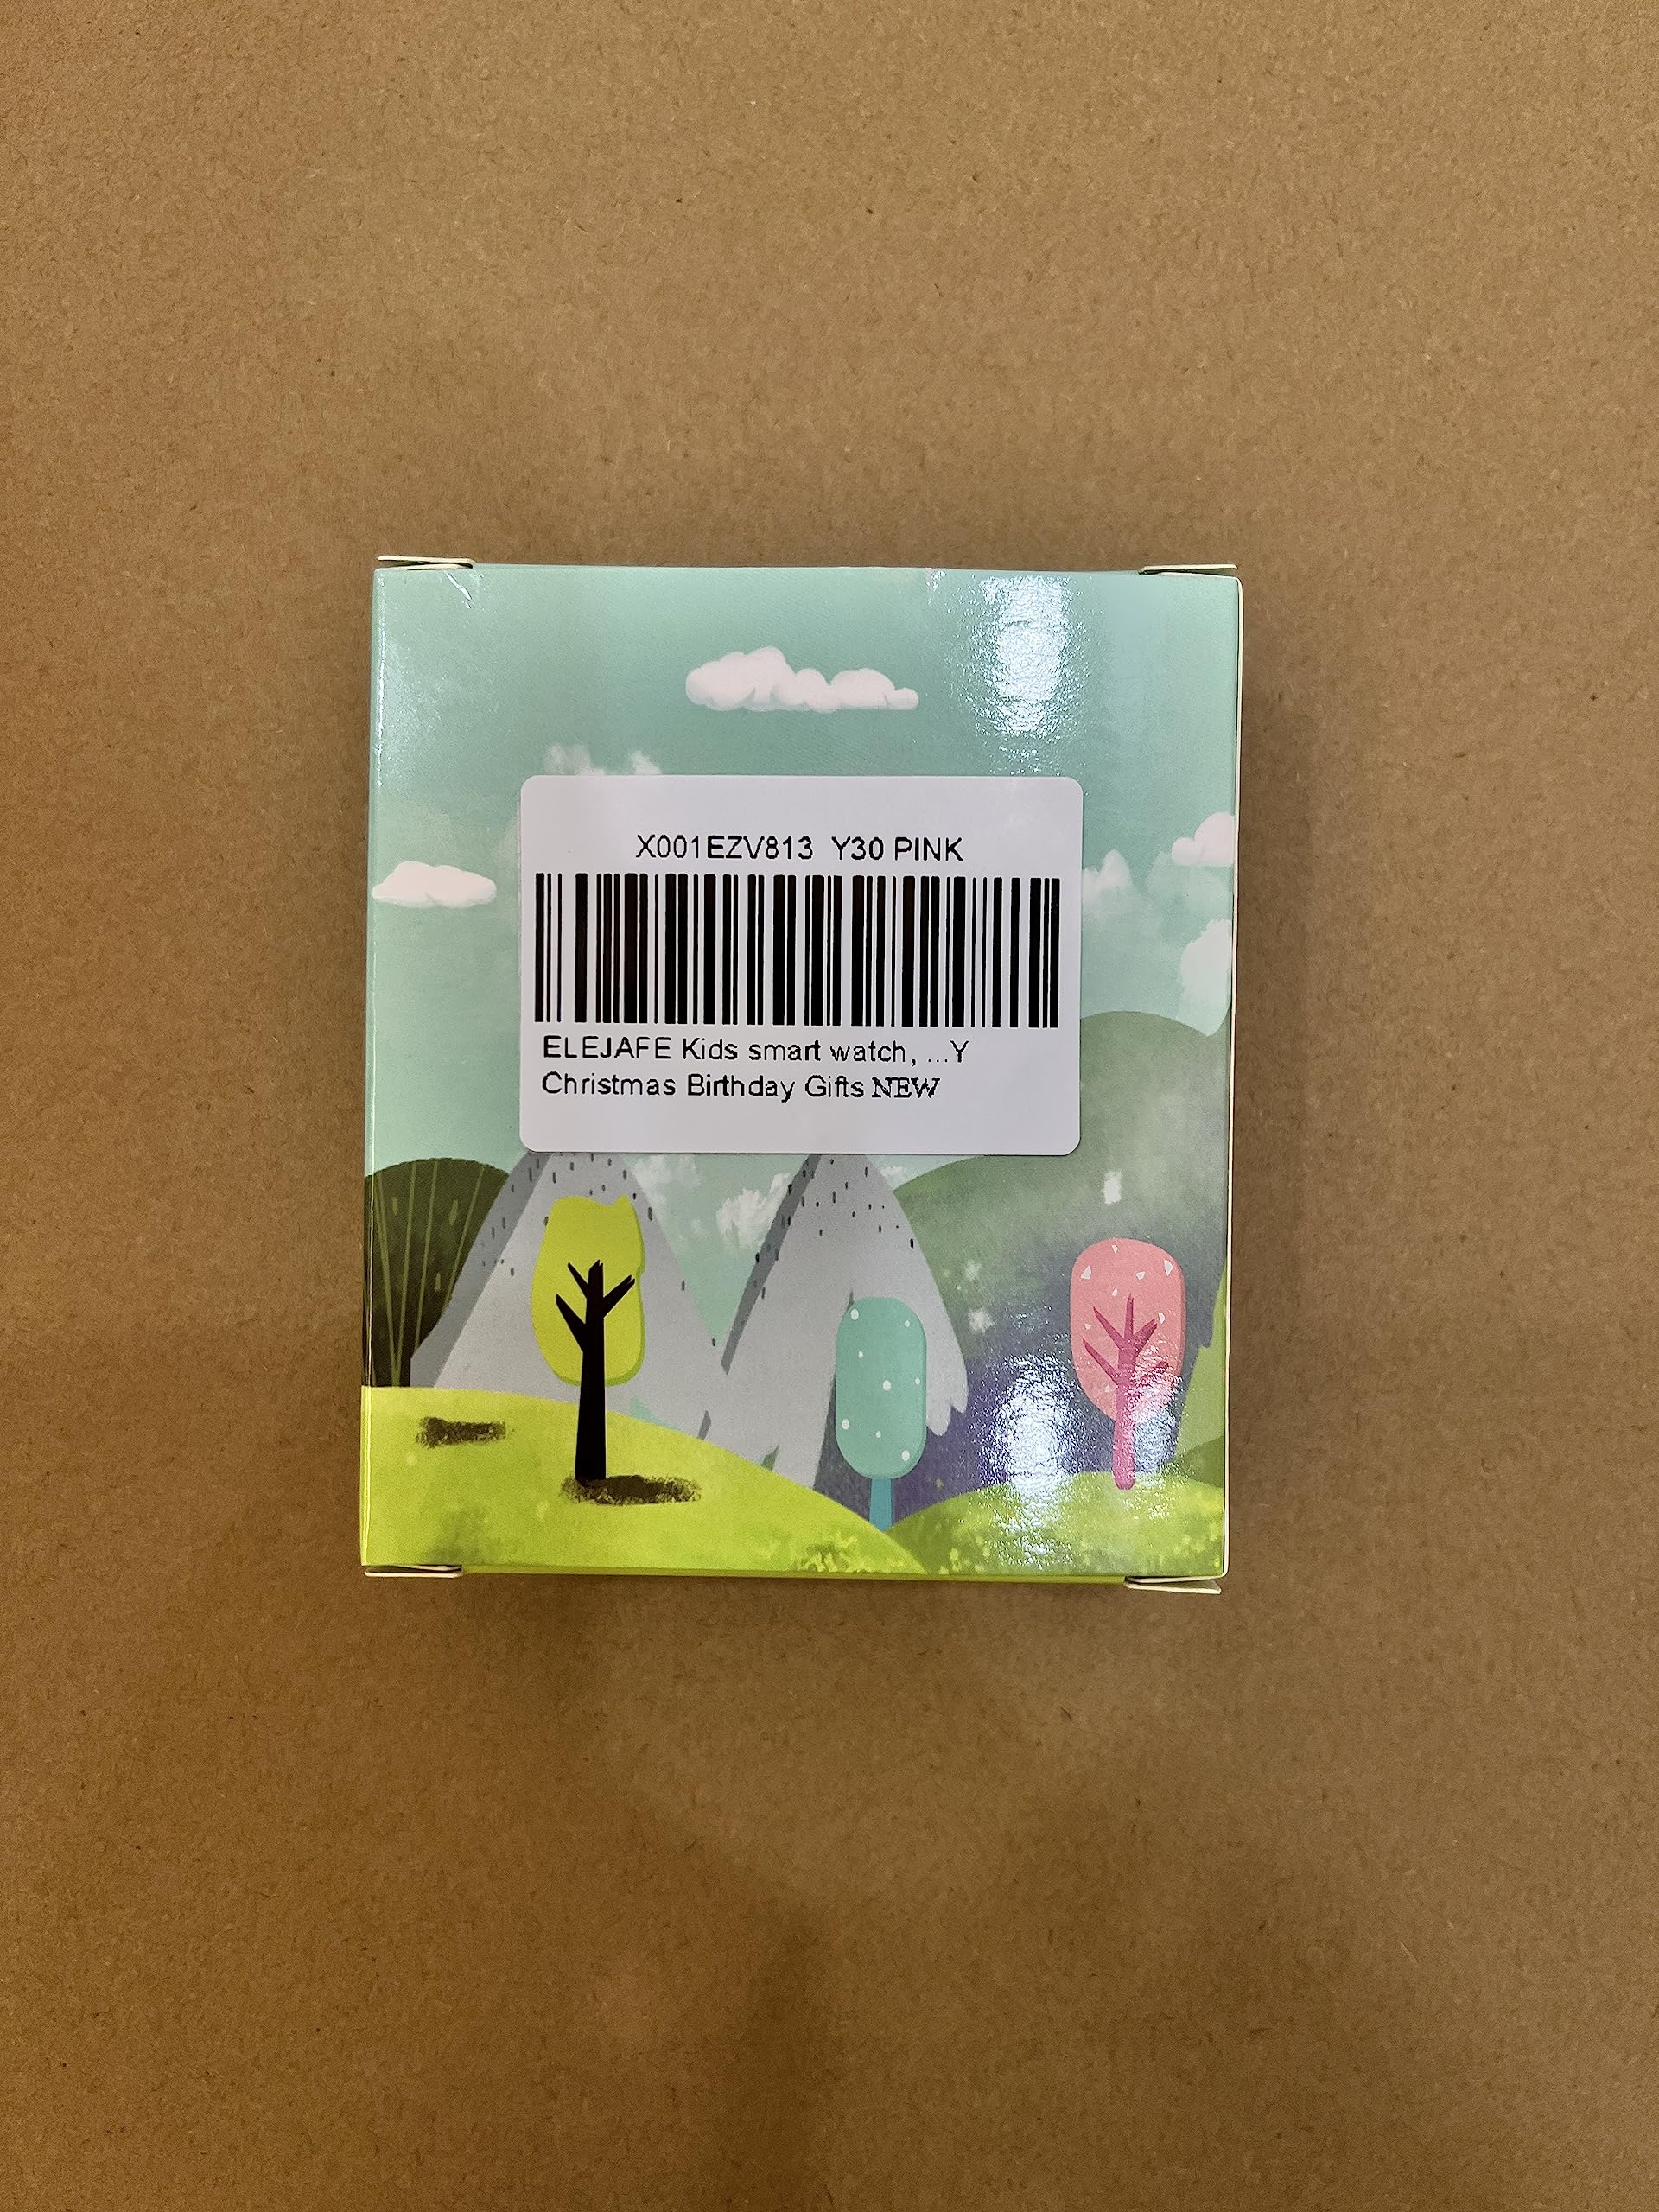 X001EZV813 Y30 PINK
ELEJAFE Kids smart watch, ...Y
Christmas Birthday Gifts NEW